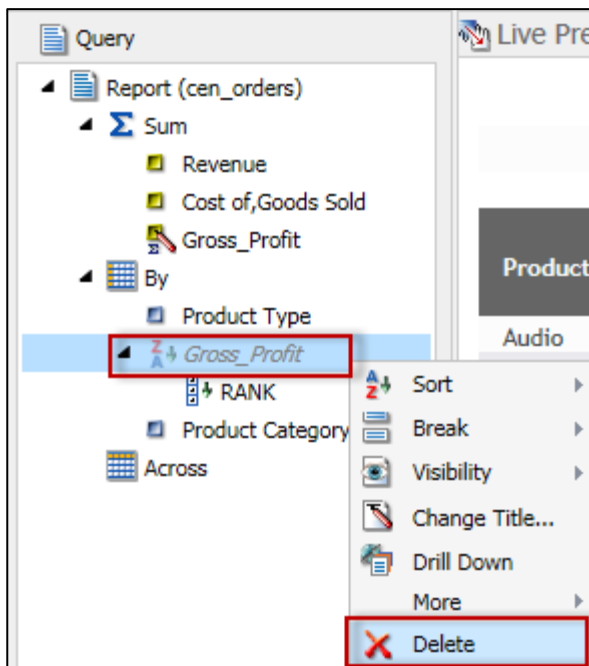 Query
Live Pre
Report (cen_orders)
Sum
Revenue
Cost of,Goods Sold
Gross_Profit
By
Product
Product Type
Audio
Gross_Profit
RANK
Sort
Product Category
Break
Across
Visibility
Change Title...
Drill Down
More
Delete